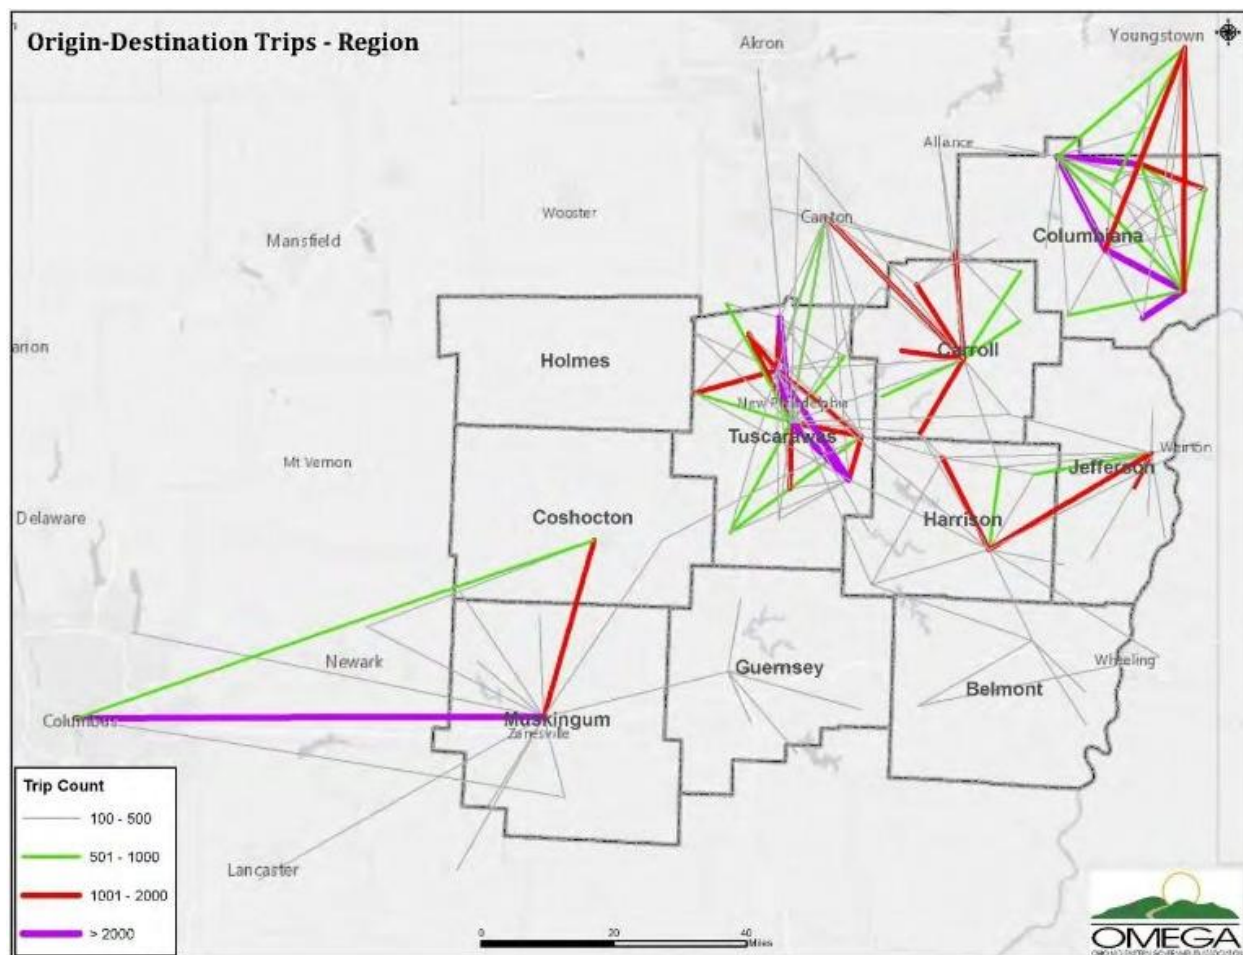 Origin-Destination Trips - Region
Akron
Youngstown
Alliance
Wooster
Canton
Mansfield
Columbiana
arion
Holmes
Carroll
New Philadelphia
Tuscarawas
Mt Vernon
Weirton
Jefferson
Delaware
Coshocton
Harrison
Newark
Guernsey
Wheeling
Belmont
Columbus
Muskingum
Zanesville
Trip Count
100 - 500
501 - 1000
1001 - 2000
> 2000
Lancaster
0 20 40
Miles
OMEGA